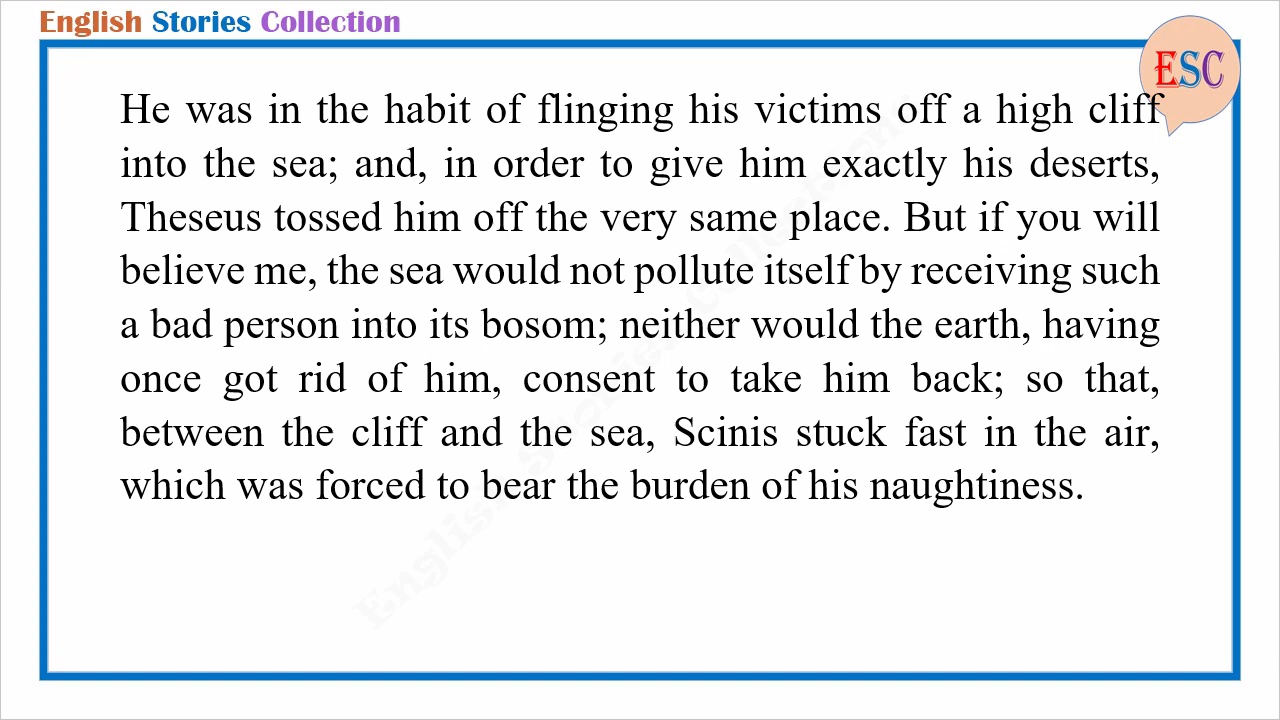 English Stories Collection
ESC
He was in the habit of flinging his victims off a high cliff
into the sea; and, in order to give him exactly his deserts,
Theseus tossed him off the very same place. But if you will
believe me, the sea would not pollute itself by receiving such
a bad person into its bosom; neither would the earth, having
once got rid of him, consent to take him back; so that,
between the cliff and the sea, Scinis stuck fast in the air,
which was forced to bear the burden of his naughtiness.